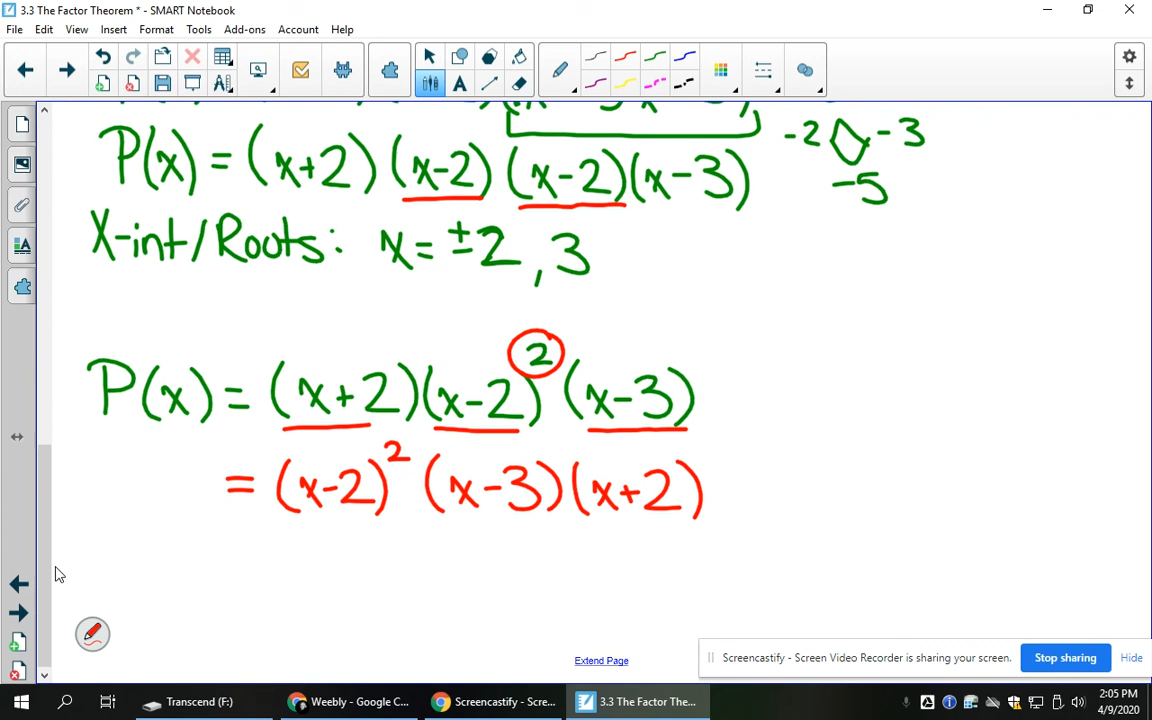 3.3 The Factor Theorem * - SMART Notebook
File Edit View Insert Format Tools Add-ons Account Help
P(x) = (x+2)(x-2)(x-2)(x-3)
-2 -3
-5
X-int/Roots: x= ±2, 3
P(x) = (x+2)(x-2)² (x-3)
= (x-2)² (x-3)(x+2)
Extend Page
Screencastify - Screen Video Recorder is sharing your screen. Stop sharing Hide
Transcend (F:) Weebly - Google C... Screencastify - Scre... 3.3 The Factor The...
2:05 PM
4/9/2020